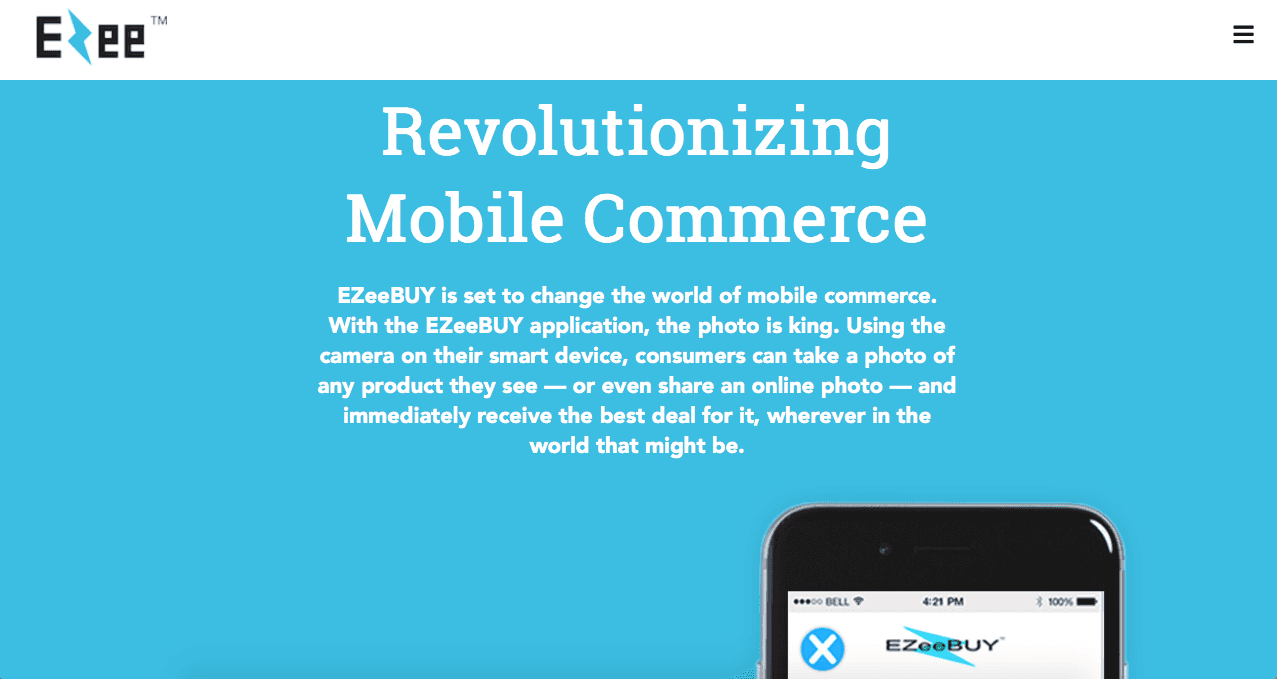 EZee™
Revolutionizing
Mobile Commerce
EZeeBUY is set to change the world of mobile commerce.
With the EZeeBUY application, the photo is king. Using the
camera on their smart device, consumers can take a photo of
any product they see — or even share an online photo — and
immediately receive the best deal for it, wherever in the
world that might be.
BELL 4:21 PM 100%
EZeeBUY™